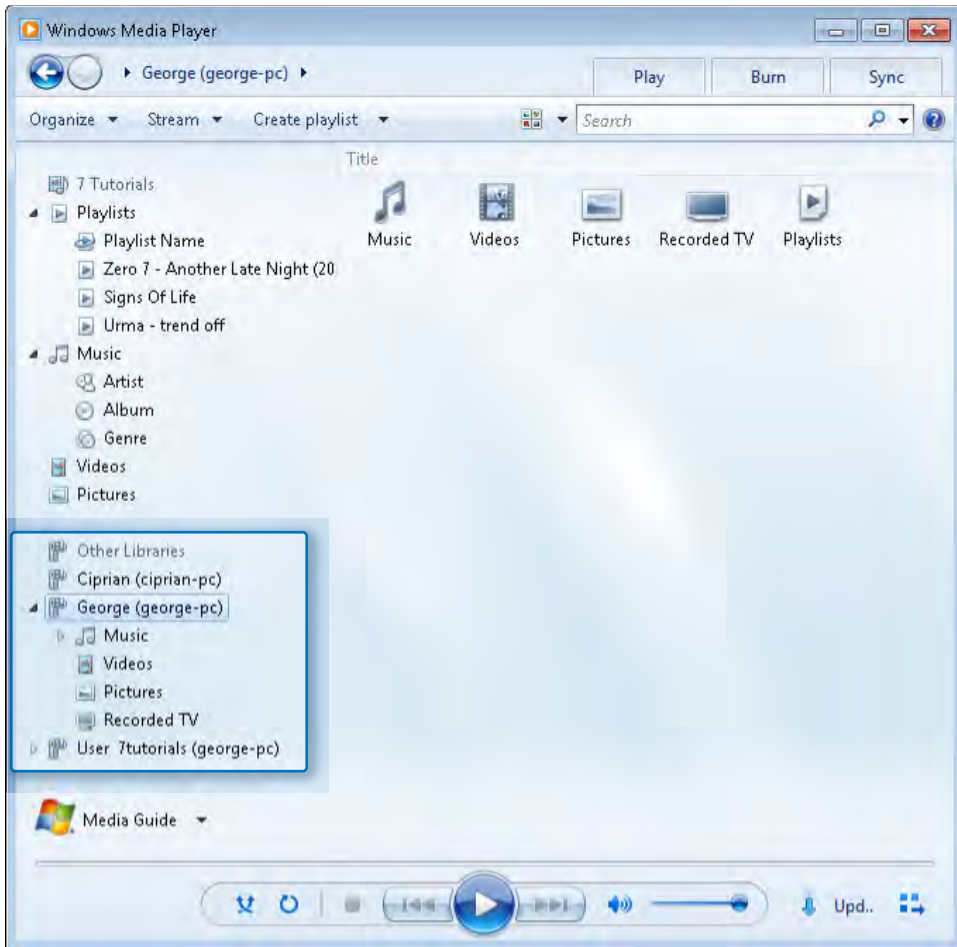 Windows Media Player
George (george-pc)
Play Burn Sync
Organize Stream Create playlist Search
Title
7 Tutorials
Playlists
Playlist Name
Zero 7 - Another Late Night (20
Signs Of Life
Urma - trend off
Music
Artist
Album
Genre
Videos
Pictures
Music Videos Pictures Recorded TV Playlists
Other Libraries
Ciprian (ciprian-pc)
George (george-pc)
Music
Videos
Pictures
Recorded TV
User 7tutorials (george-pc)
Media Guide
Upd..